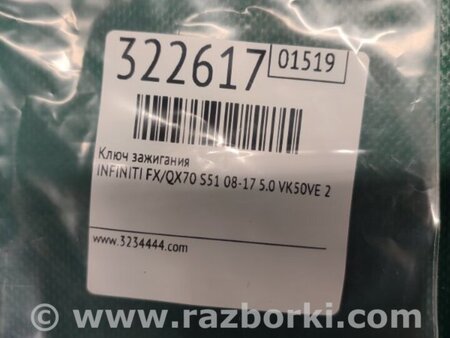 322617
01519
Ключ зажигания
INFINITI FX/QX70 S51 08-17 5.0 VK50VE 2
www.3234444.com
www.razborki.com